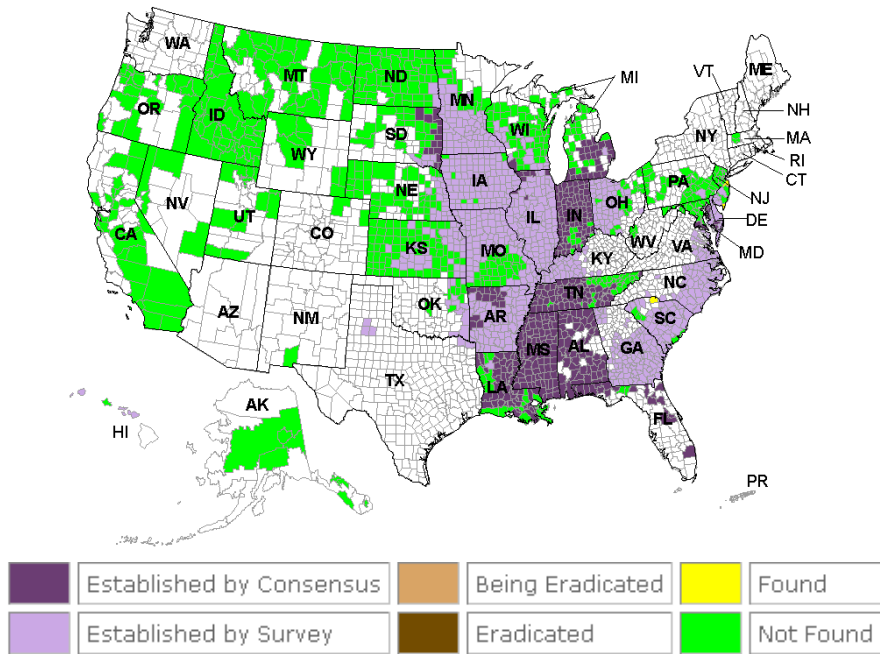 WA
MT
ND
MN
MI
VT
ME
OR
ID
SD
WI
NH
NY
MA
WY
RI
CT
IA
PA
NE
NJ
NV
UT
CO
IL
IN
OH
DE
CA
KS
MO
WV
VA
MD
KY
NC
AZ
NM
OK
AR
TN
SC
MS
AL
GA
TX
LA
AK
FL
HI
PR
Established by Consensus
Being Eradicated
Found
Established by Survey
Eradicated
Not Found